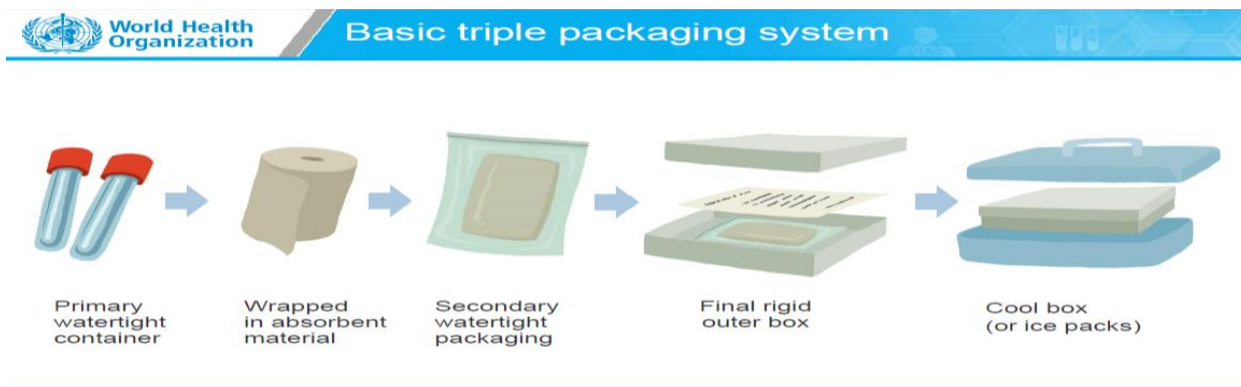 World Health
Organization
Basic triple packaging system
Primary
watertight
container
Wrapped
in absorbent
material
Secondary
watertight
packaging
Final rigid
outer box
Cool box
(or ice packs)